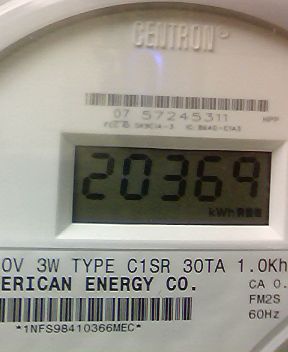 CENTRON®
07 57245311
HPP
20369
kWh
0V 3W TYPE C1SR 30TA 1.0Kh
ERICAN ENERGY CO.
CA 0.
FM2S
60Hz
*1NFS98410366MEC*